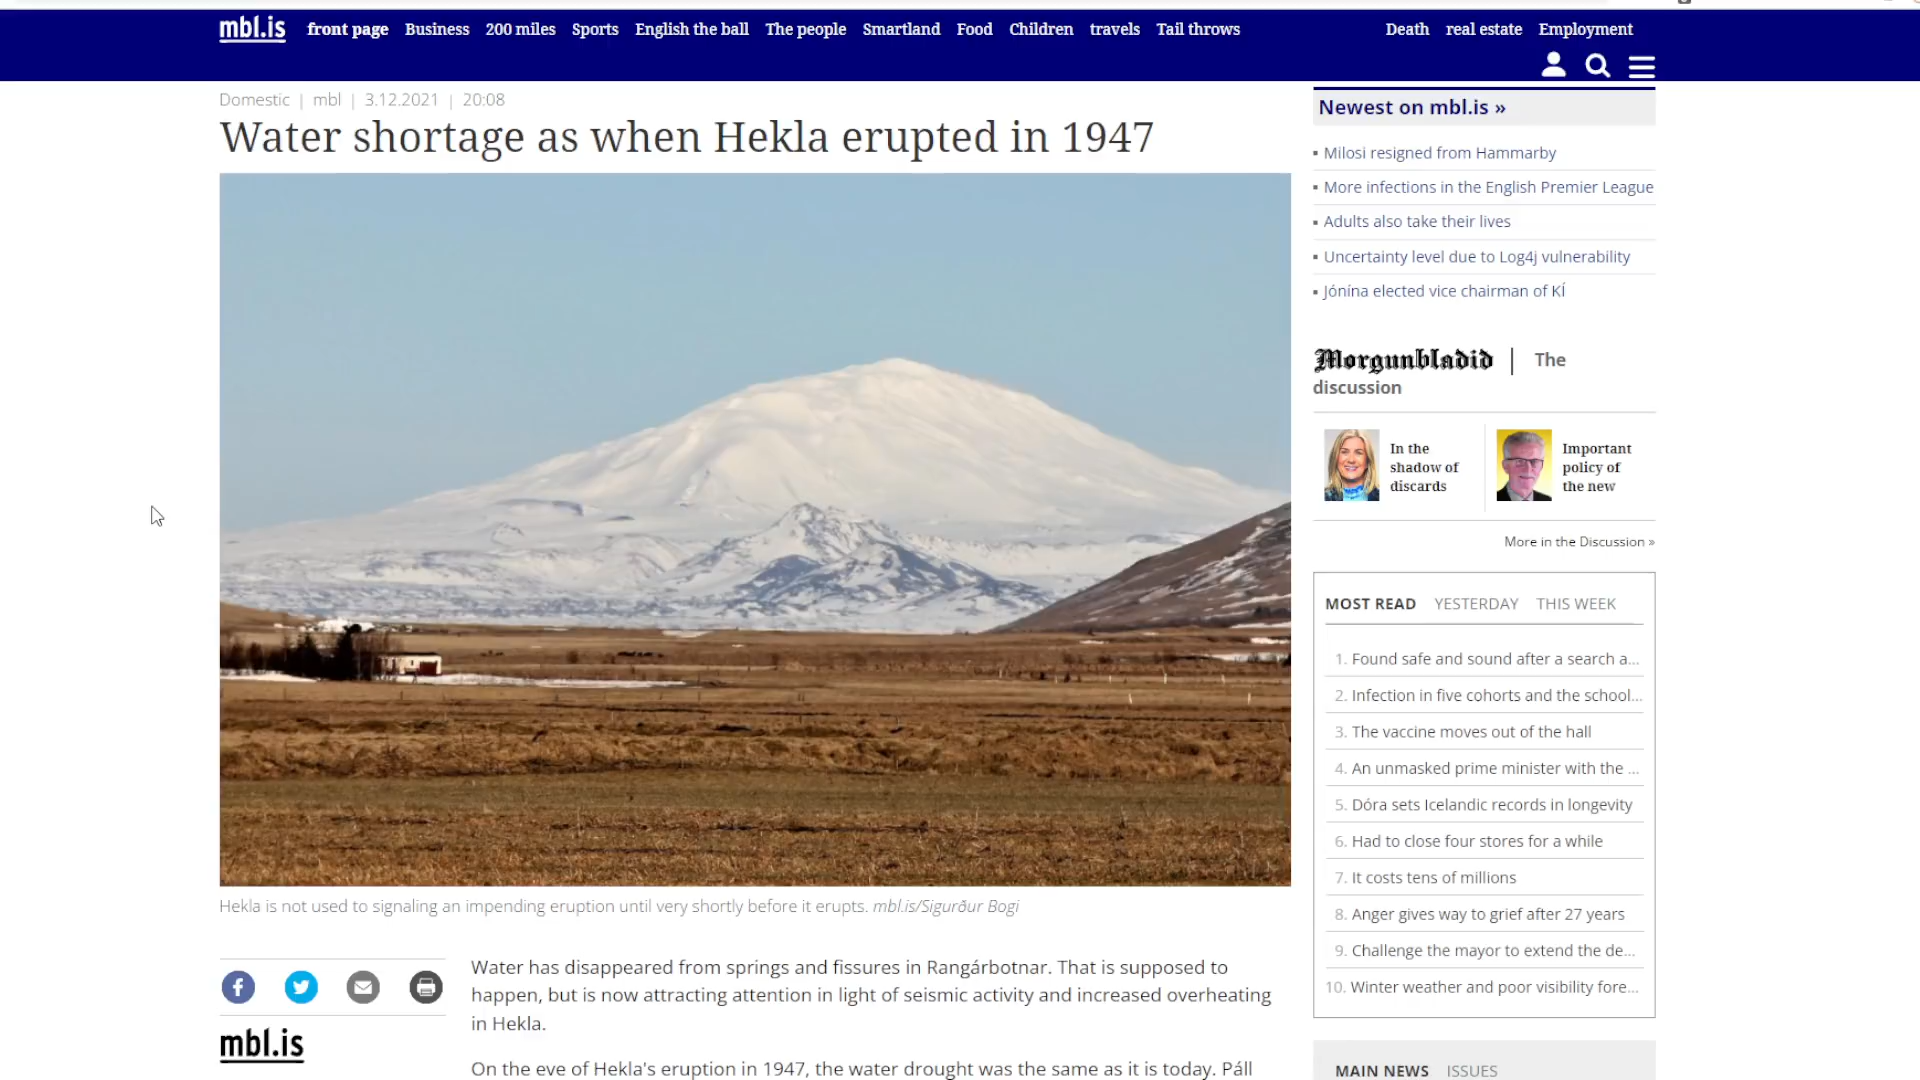 mbl.is front page Business 200 miles Sports English the ball The people Smartland Food Children travels Tail throws Death real estate Employment
Domestic | mbl | 3.12.2021 | 20:08
Water shortage as when Hekla erupted in 1947
Hekla is not used to signaling an impending eruption until very shortly before it erupts. mbl.is/Sigurður Bogi
mbl.is
Water has disappeared from springs and fissures in Rangárbotnar. That is supposed to
happen, but is now attracting attention in light of seismic activity and increased overheating
in Hekla.
On the eve of Hekla's eruption in 1947, the water drought was the same as it is today. Páll
Newest on mbl.is »
Milosi resigned from Hammarby
More infections in the English Premier League
Adults also take their lives
Uncertainty level due to Log4j vulnerability
Jónína elected vice chairman of KÍ
Morgunbladid | The
discussion
In the
shadow of
discards
Important
policy of
the new
More in the Discussion »
MOST READ YESTERDAY THIS WEEK
1. Found safe and sound after a search a...
2. Infection in five cohorts and the school...
3. The vaccine moves out of the hall
4. An unmasked prime minister with the ...
5. Dóra sets Icelandic records in longevity
6. Had to close four stores for a while
7. It costs tens of millions
8. Anger gives way to grief after 27 years
9. Challenge the mayor to extend the de...
10. Winter weather and poor visibility fore...
MAIN NEWS ISSUES